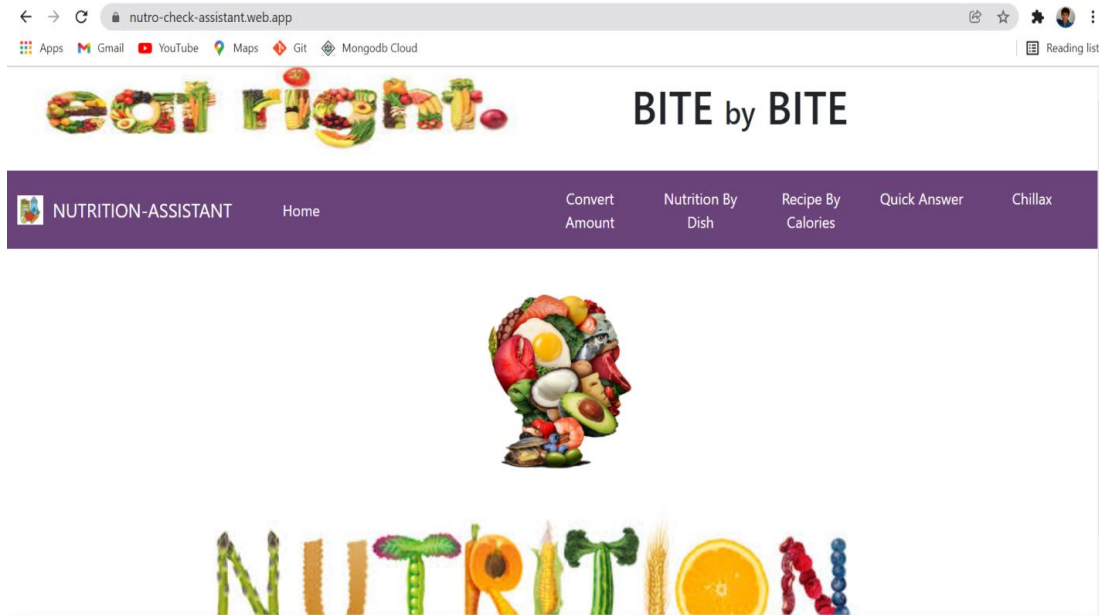 nutro-check-assistant.web.app
Apps Gmail YouTube Maps Git Mongodb Cloud Reading list
eat right. BITE by BITE
NUTRITION-ASSISTANT Home Convert Amount Nutrition By Dish Recipe By Calories Quick Answer Chillax
NUTRITION